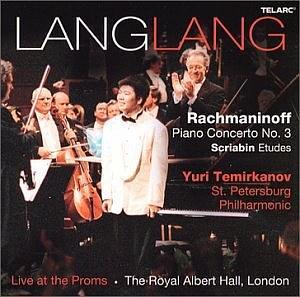 TELARC
LANGLANG
Rachmaninoff
Piano Concerto No. 3
Scriabin Etudes
Yuri Temirkanov
St. Petersburg
Philharmonic
Live at the Proms • The Royal Albert Hall, London